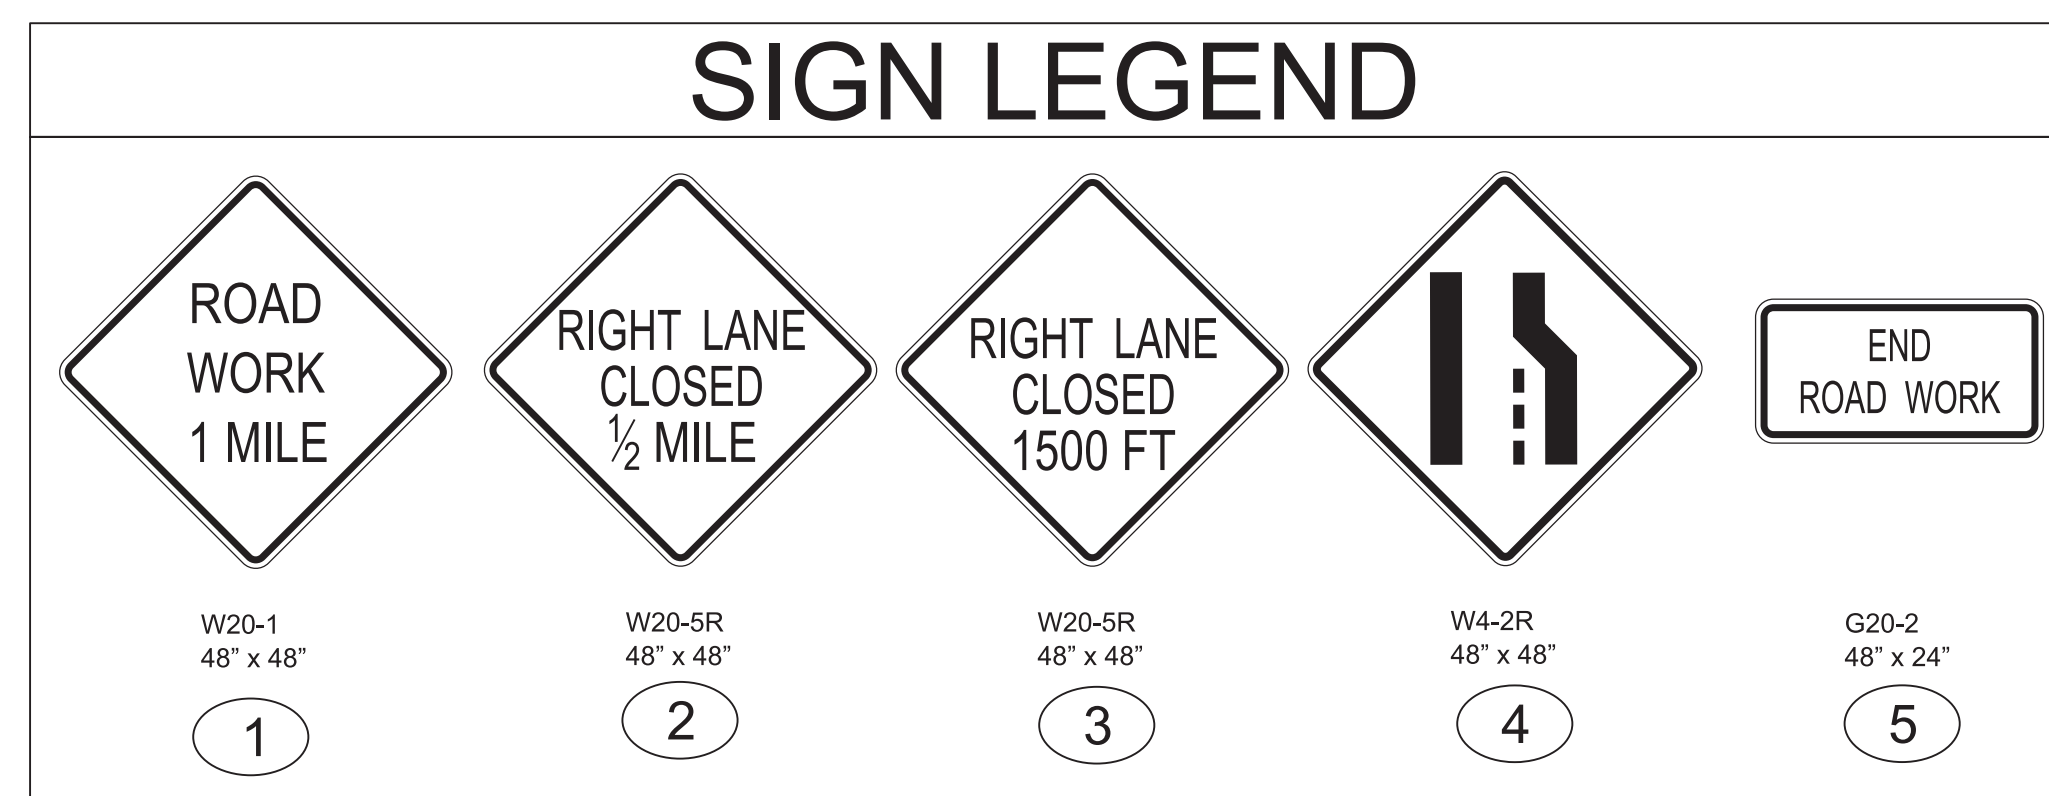 SIGN LEGEND
ROAD
WORK
1 MILE
W20-1
48” x 48”
1
RIGHT LANE
CLOSED
½ MILE
W20-5R
48” x 48”
2
RIGHT LANE
CLOSED
1500 FT
W20-5R
48” x 48”
3
W4-2R
48” x 48”
4
END
ROAD WORK
G20-2
48” x 24”
5